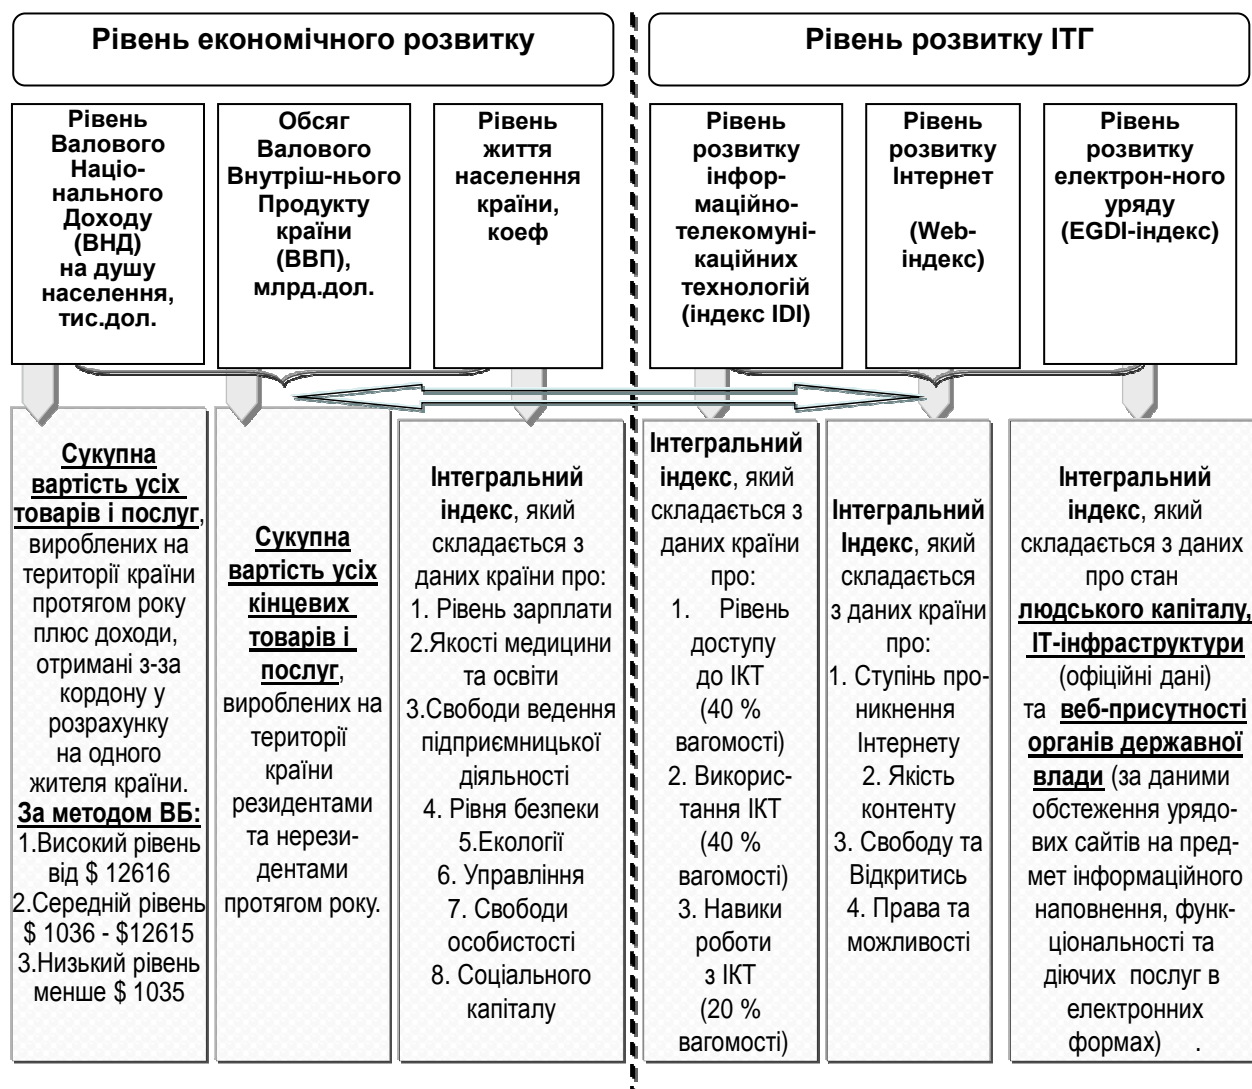 Рівень економічного розвитку
Рівень розвитку ІТГ
Рівень
Валового
Націо-
нального
Доходу
(ВНД)
на душу
населення,
тис.дол.
Обсяг
Валового
Внутріш-нього
Продукту
країни
(ВВП),
млрд.дол.
Рівень
життя
населення
країни,
коеф
Рівень
розвитку
інфор-
маційно-
телекомуні-
каційних
технологій
(індекс IDI)
Рівень
розвитку
Інтернет
(Web-
індекс)
Рівень
розвитку
електрон-ного
уряду
(EGDI-індекс)
Сукупна
вартість усіх
товарів і послуг,
вироблених на
території країни
протягом року
плюс доходи,
отримані з-за
кордону у
розрахунку
на одного
жителя країни.
За методом ВБ:
1.Високий рівень
від $ 12616
2.Середній рівень
$ 1036 - $12615
3.Низький рівень
менше $ 1035
Сукупна
вартість усіх
кінцевих
товарів і
послуг,
вироблених на
території
країни
резидентами
та нерези-
дентами
протягом року.
Інтегральний
індекс, який
складається з
даних країни про:
1. Рівень зарплати
2.Якості медицини
та освіти
3.Свободи ведення
підприємницької
діяльності
4. Рівня безпеки
5.Екології
6. Управління
7. Свободи
особистості
8. Соціального
капіталу
Інтегральний
індекс, який
складається з
даних країни
про:
1. Рівень
доступу
до ІКТ
(40 %
вагомості)
2. Викорис-
тання ІКТ
(40 %
вагомості)
3. Навики
роботи
з ІКТ
(20 %
вагомості)
Інтегральний
Індекс, який
складається
з даних країни
про:
1. Ступінь про-
никнення
Інтернету
2. Якість
контенту
3. Свободу та
Відкритись
4. Права та
можливості
Інтегральний
індекс, який
складається з даних
про стан
людського капіталу,
ІТ-інфраструктури
(офіційні дані)
та веб-присутності
органів державної
влади (за даними
обстеження урядо-
вих сайтів на пред-
мет інформаційного
наповнення, функ-
ціональності та
діючих послуг в
електронних
формах) .